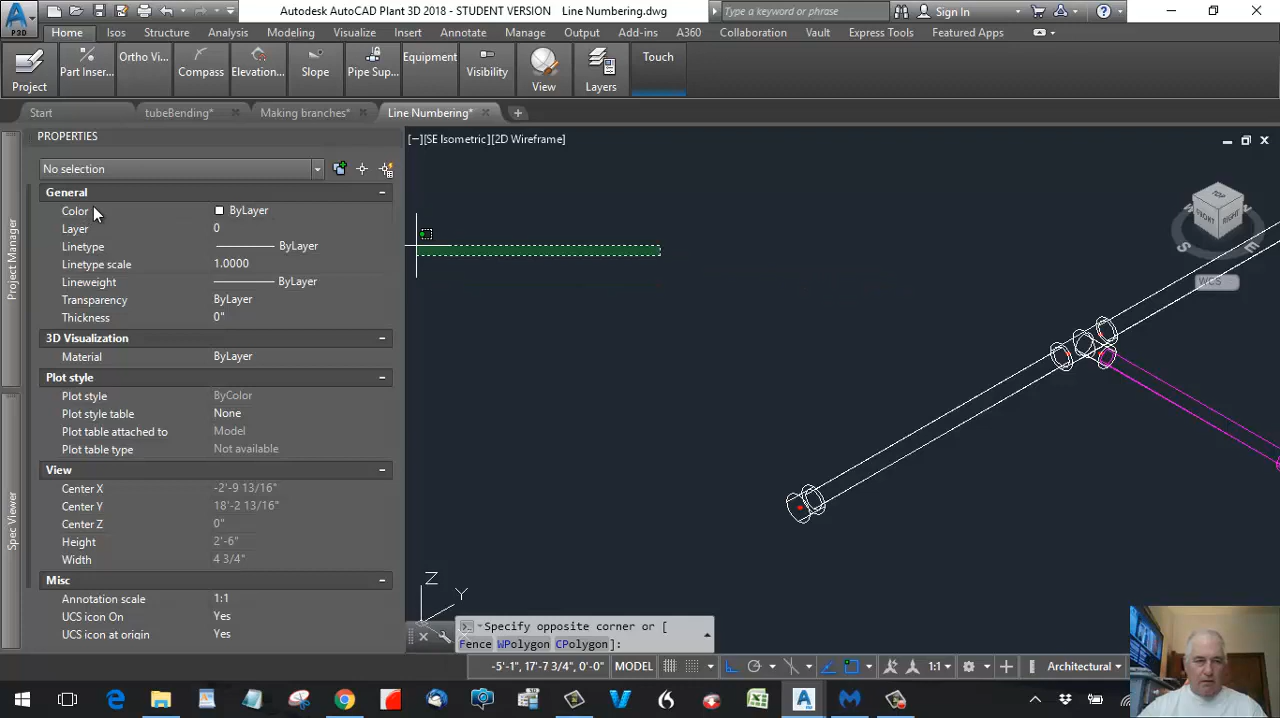 Autodesk AutoCAD Plant 3D 2018 - STUDENT VERSION Line Numbering.dwg
Type a keyword or phrase
Sign In
P3D
Home Isos Structure Analysis Modeling Visualize Insert Annotate Manage Output Add-ins A360 Collaboration Vault Express Tools Featured Apps
Project
Part Inser...
Ortho Vi...
Compass
Elevation...
Slope
Pipe Sup...
Equipment
Visibility
View
Layers
Touch
Start tubeBending* Making branches* Line Numbering*
PROPERTIES
No selection
General
Color ByLayer
Layer 0
Linetype ByLayer
Linetype scale 1.0000
Lineweight ByLayer
Transparency ByLayer
Thickness 0"
3D Visualization
Material ByLayer
Plot style
Plot style ByColor
Plot style table None
Plot table attached to Model
Plot table type Not available
View
Center X -2'-9 13/16"
Center Y 18'-2 13/16"
Center Z 0"
Height 2'-6"
Width 4 3/4"
Misc
Annotation scale 1:1
UCS icon On Yes
UCS icon at origin Yes
Project Manager
Spec Viewer
[−][SE Isometric][2D Wireframe]
TOP
FRONT
RIGHT
W
N
S
E
WCS
Z
Y
Specify opposite corner or [
Fence WPolygon CPolygon]:
-5'-1", 17'-7 3/4", 0'-0" MODEL 1:1 Architectural